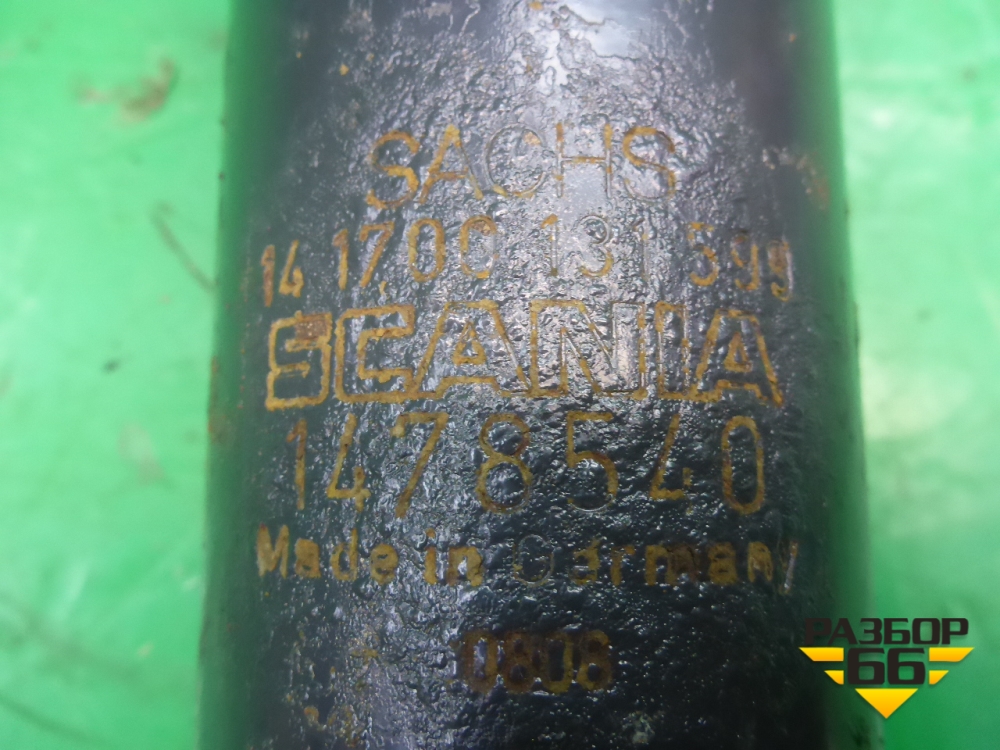 SACHS
14 1700 131 599
SCANIA
1478540
Made in Germany
0808
РАЗБОР
66